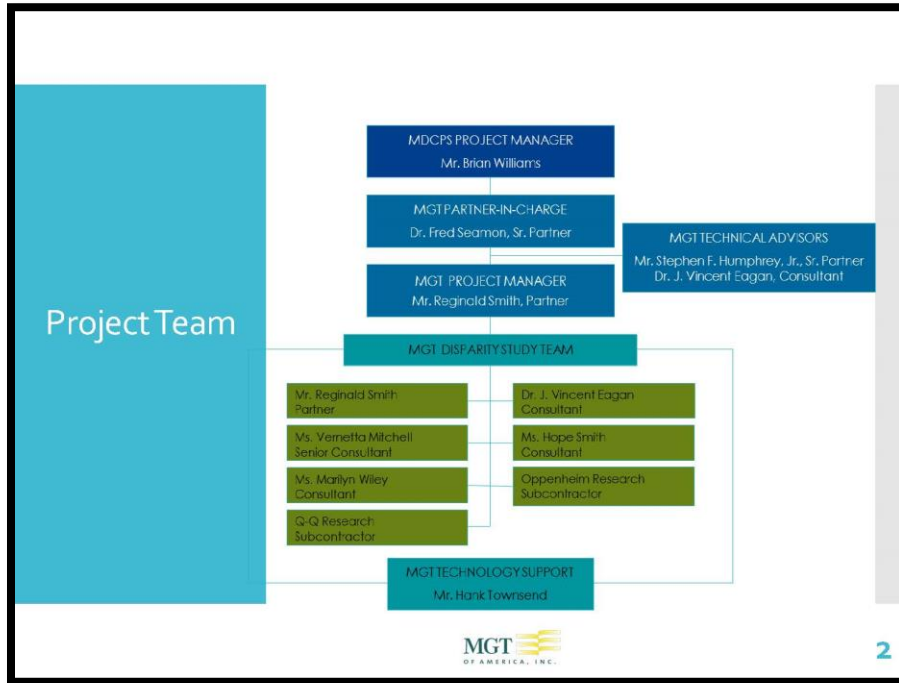 Project Team
MDCPS PROJECT MANAGER
Mr. Brian Williams
MGT PARTNER-IN-CHARGE
Dr. Fred Seamon, Sr. Partner
MGT TECHNICAL ADVISORS
Mr. Stephen F. Humphrey, Jr., Sr. Partner
Dr. J. Vincent Eagan, Consultant
MGT PROJECT MANAGER
Mr. Reginald Smith, Partner
MGT DISPARITY STUDY TEAM
Mr. Reginald Smith
Partner
Dr. J. Vincent Eagan
Consultant
Ms. Vernetta Mitchell
Senior Consultant
Ms. Hope Smith
Consultant
Ms. Marilyn Wiley
Consultant
Oppenheim Research
Subcontractor
Q-Q Research
Subcontractor
MGT TECHNOLOGY SUPPORT
Mr. Hank Townsend
MGT
OF AMERICA, INC.
2